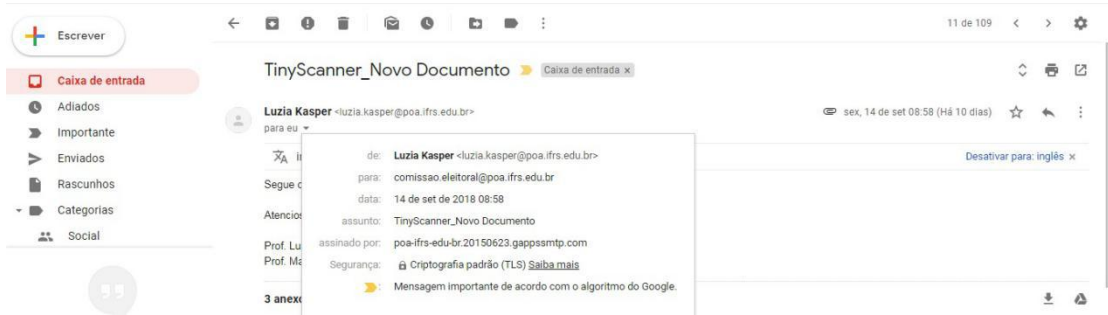 Escrever
11 de 109
Caixa de entrada
Adiados
Importante
Enviados
Rascunhos
Categorias
Social
TinyScanner_Novo Documento Caixa de entrada x
Luzia Kasper <luzia.kasper@poa.ifrs.edu.br>
sex, 14 de set 08:58 (Há 10 dias)
para eu
Desativar para: inglês x
Segue
Prof. Lu
Prof. Ma
3 anexo
de: Luzia Kasper <luzia.kasper@poa.ifrs.edu.br>
para: comissao.eleitoral@poa.ifrs.edu.br
data: 14 de set de 2018 08:58
assunto: TinyScanner_Novo Documento
assinado por: poa-ifrs-edu-br.20150623.gappssmtp.com
Segurança: Criptografia padrão (TLS) Saiba mais
: Mensagem importante de acordo com o algoritmo do Google.